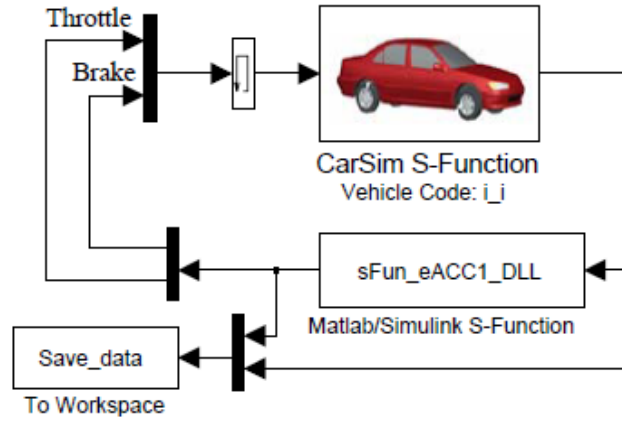 Throttle
Brake
CarSim S-Function
Vehicle Code: i_i
sFun_eACC1_DLL
Matlab/Simulink S-Function
Save_data
To Workspace